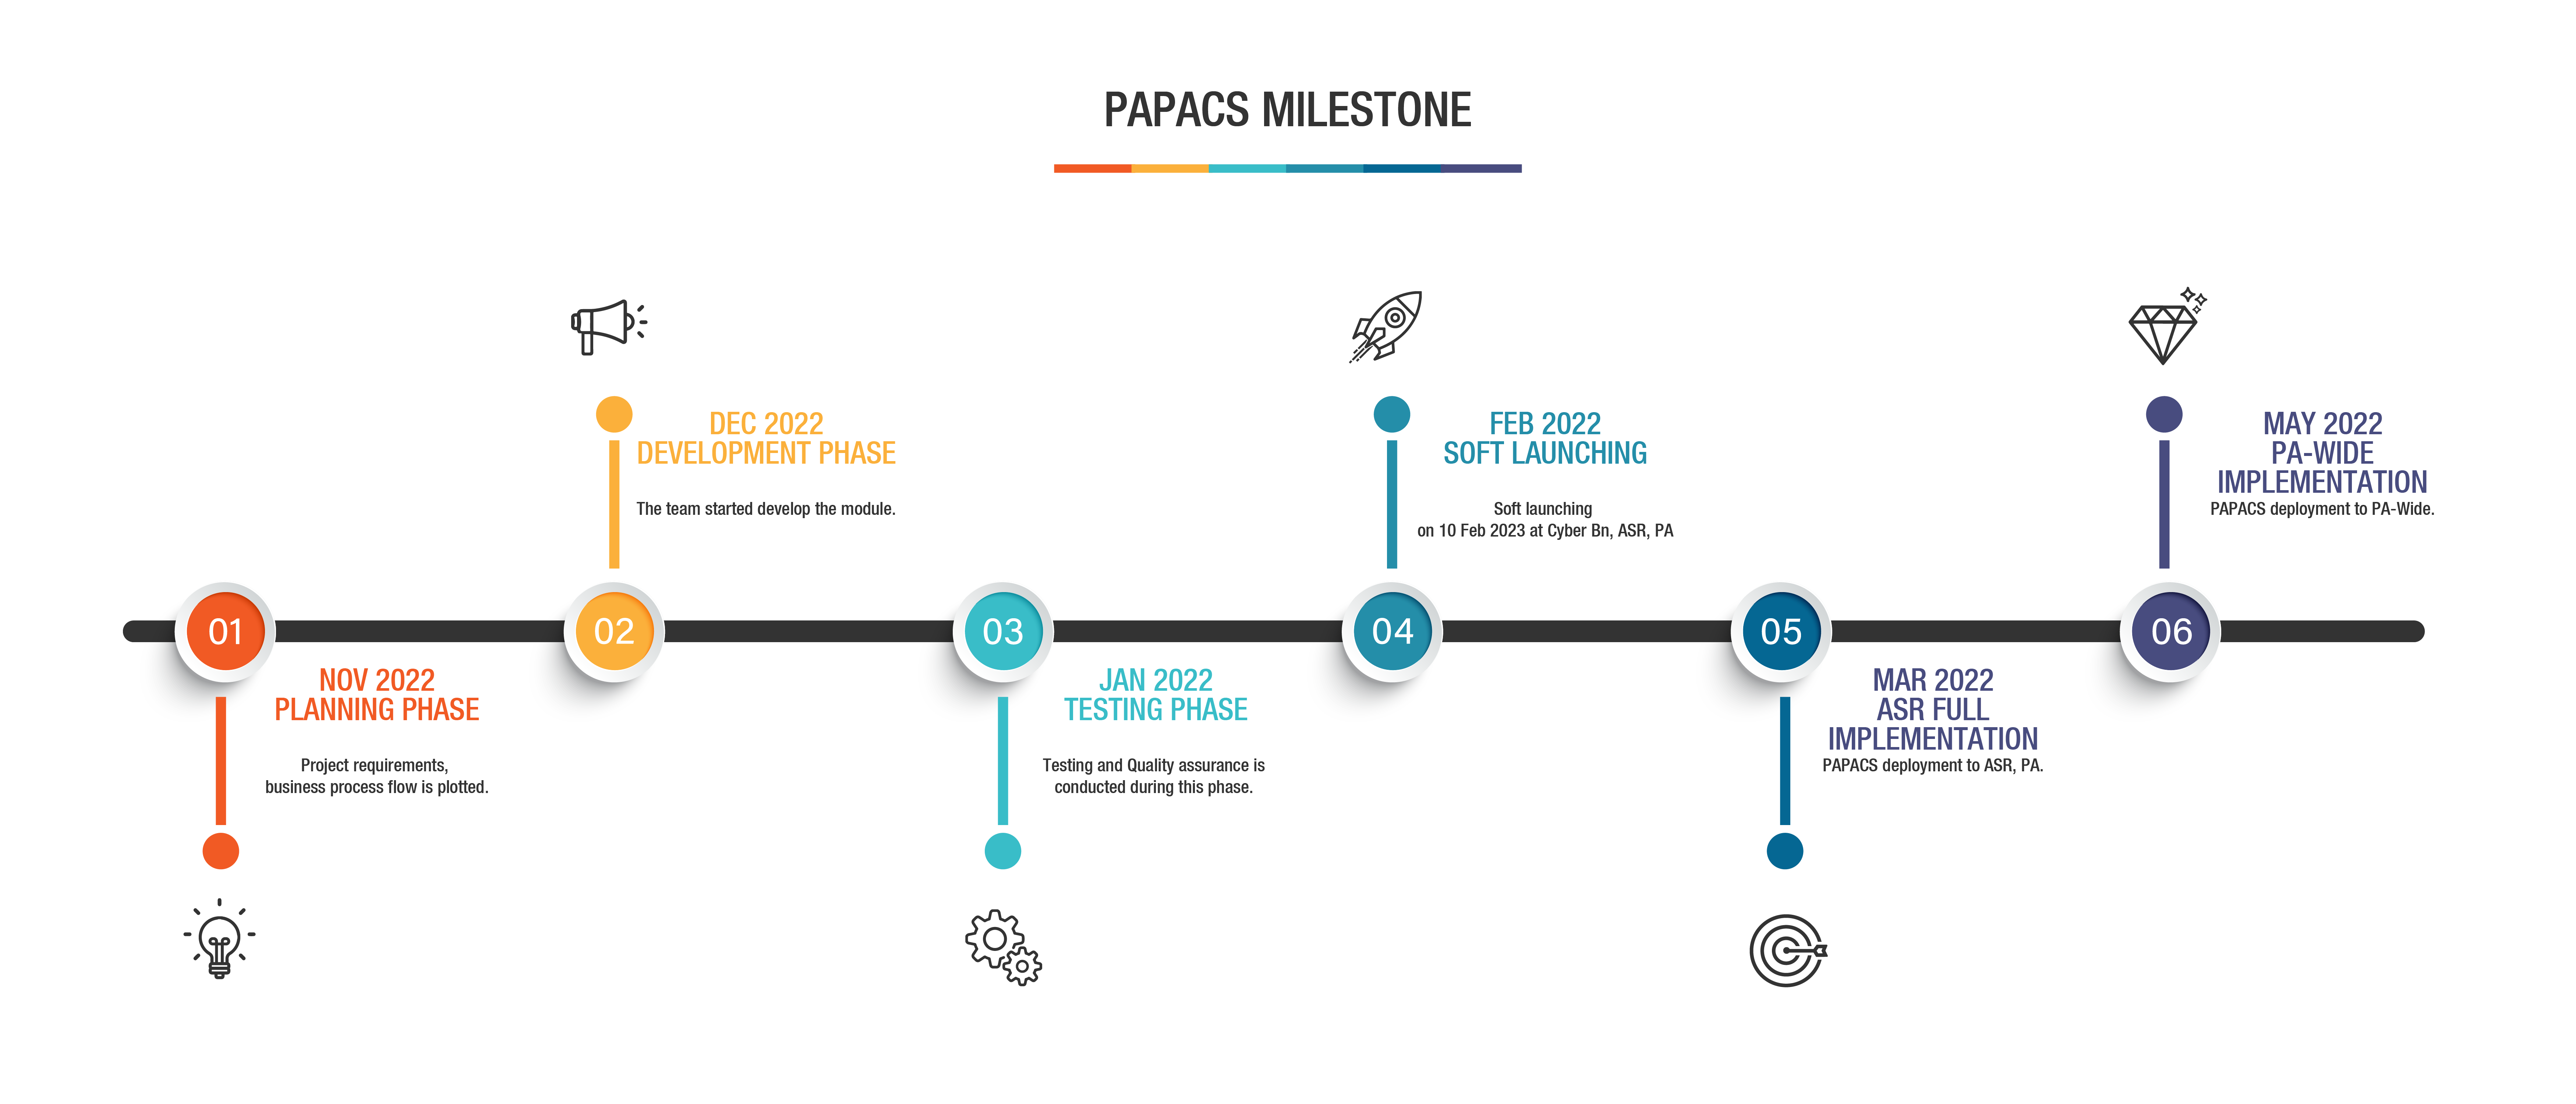 PAPACS MILESTONE
01
NOV 2022
PLANNING PHASE
Project requirements,
business process flow is plotted.
02
DEC 2022
DEVELOPMENT PHASE
The team started develop the module.
03
JAN 2022
TESTING PHASE
Testing and Quality assurance is
conducted during this phase.
04
FEB 2022
SOFT LAUNCHING
Soft launching
on 10 Feb 2023 at Cyber Bn, ASR, PA
05
MAR 2022
ASR FULL
IMPLEMENTATION
PAPACS deployment to ASR, PA.
06
MAY 2022
PA-WIDE
IMPLEMENTATION
PAPACS deployment to PA-Wide.